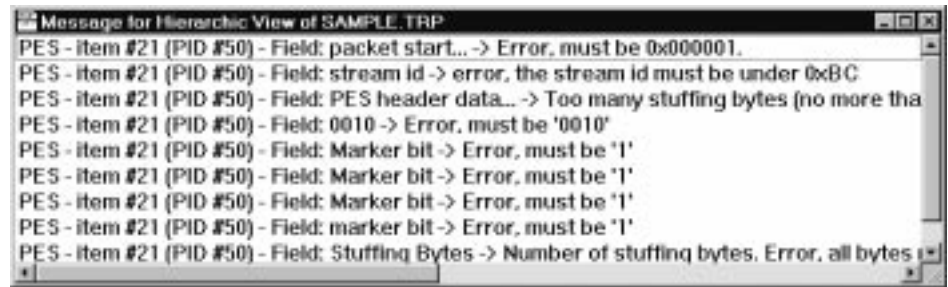 Message for Hierarchic View of SAMPLE.TRP
PES - item #21 (PID #50) - Field: packet start... -> Error, must be 0x000001.
PES - item #21 (PID #50) - Field: stream id -> error, the stream id must be under 0xBC
PES - item #21 (PID #50) - Field: PES header data... -> Too many stuffing bytes (no more tha
PES - item #21 (PID #50) - Field: 0010 -> Error, must be '0010'
PES - item #21 (PID #50) - Field: Marker bit -> Error, must be '1'
PES - item #21 (PID #50) - Field: Marker bit -> Error, must be '1'
PES - item #21 (PID #50) - Field: Marker bit -> Error, must be '1'
PES - item #21 (PID #50) - Field: marker bit -> Error, must be '1'
PES - item #21 (PID #50) - Field: Stuffing Bytes -> Number of stuffing bytes. Error, all bytes